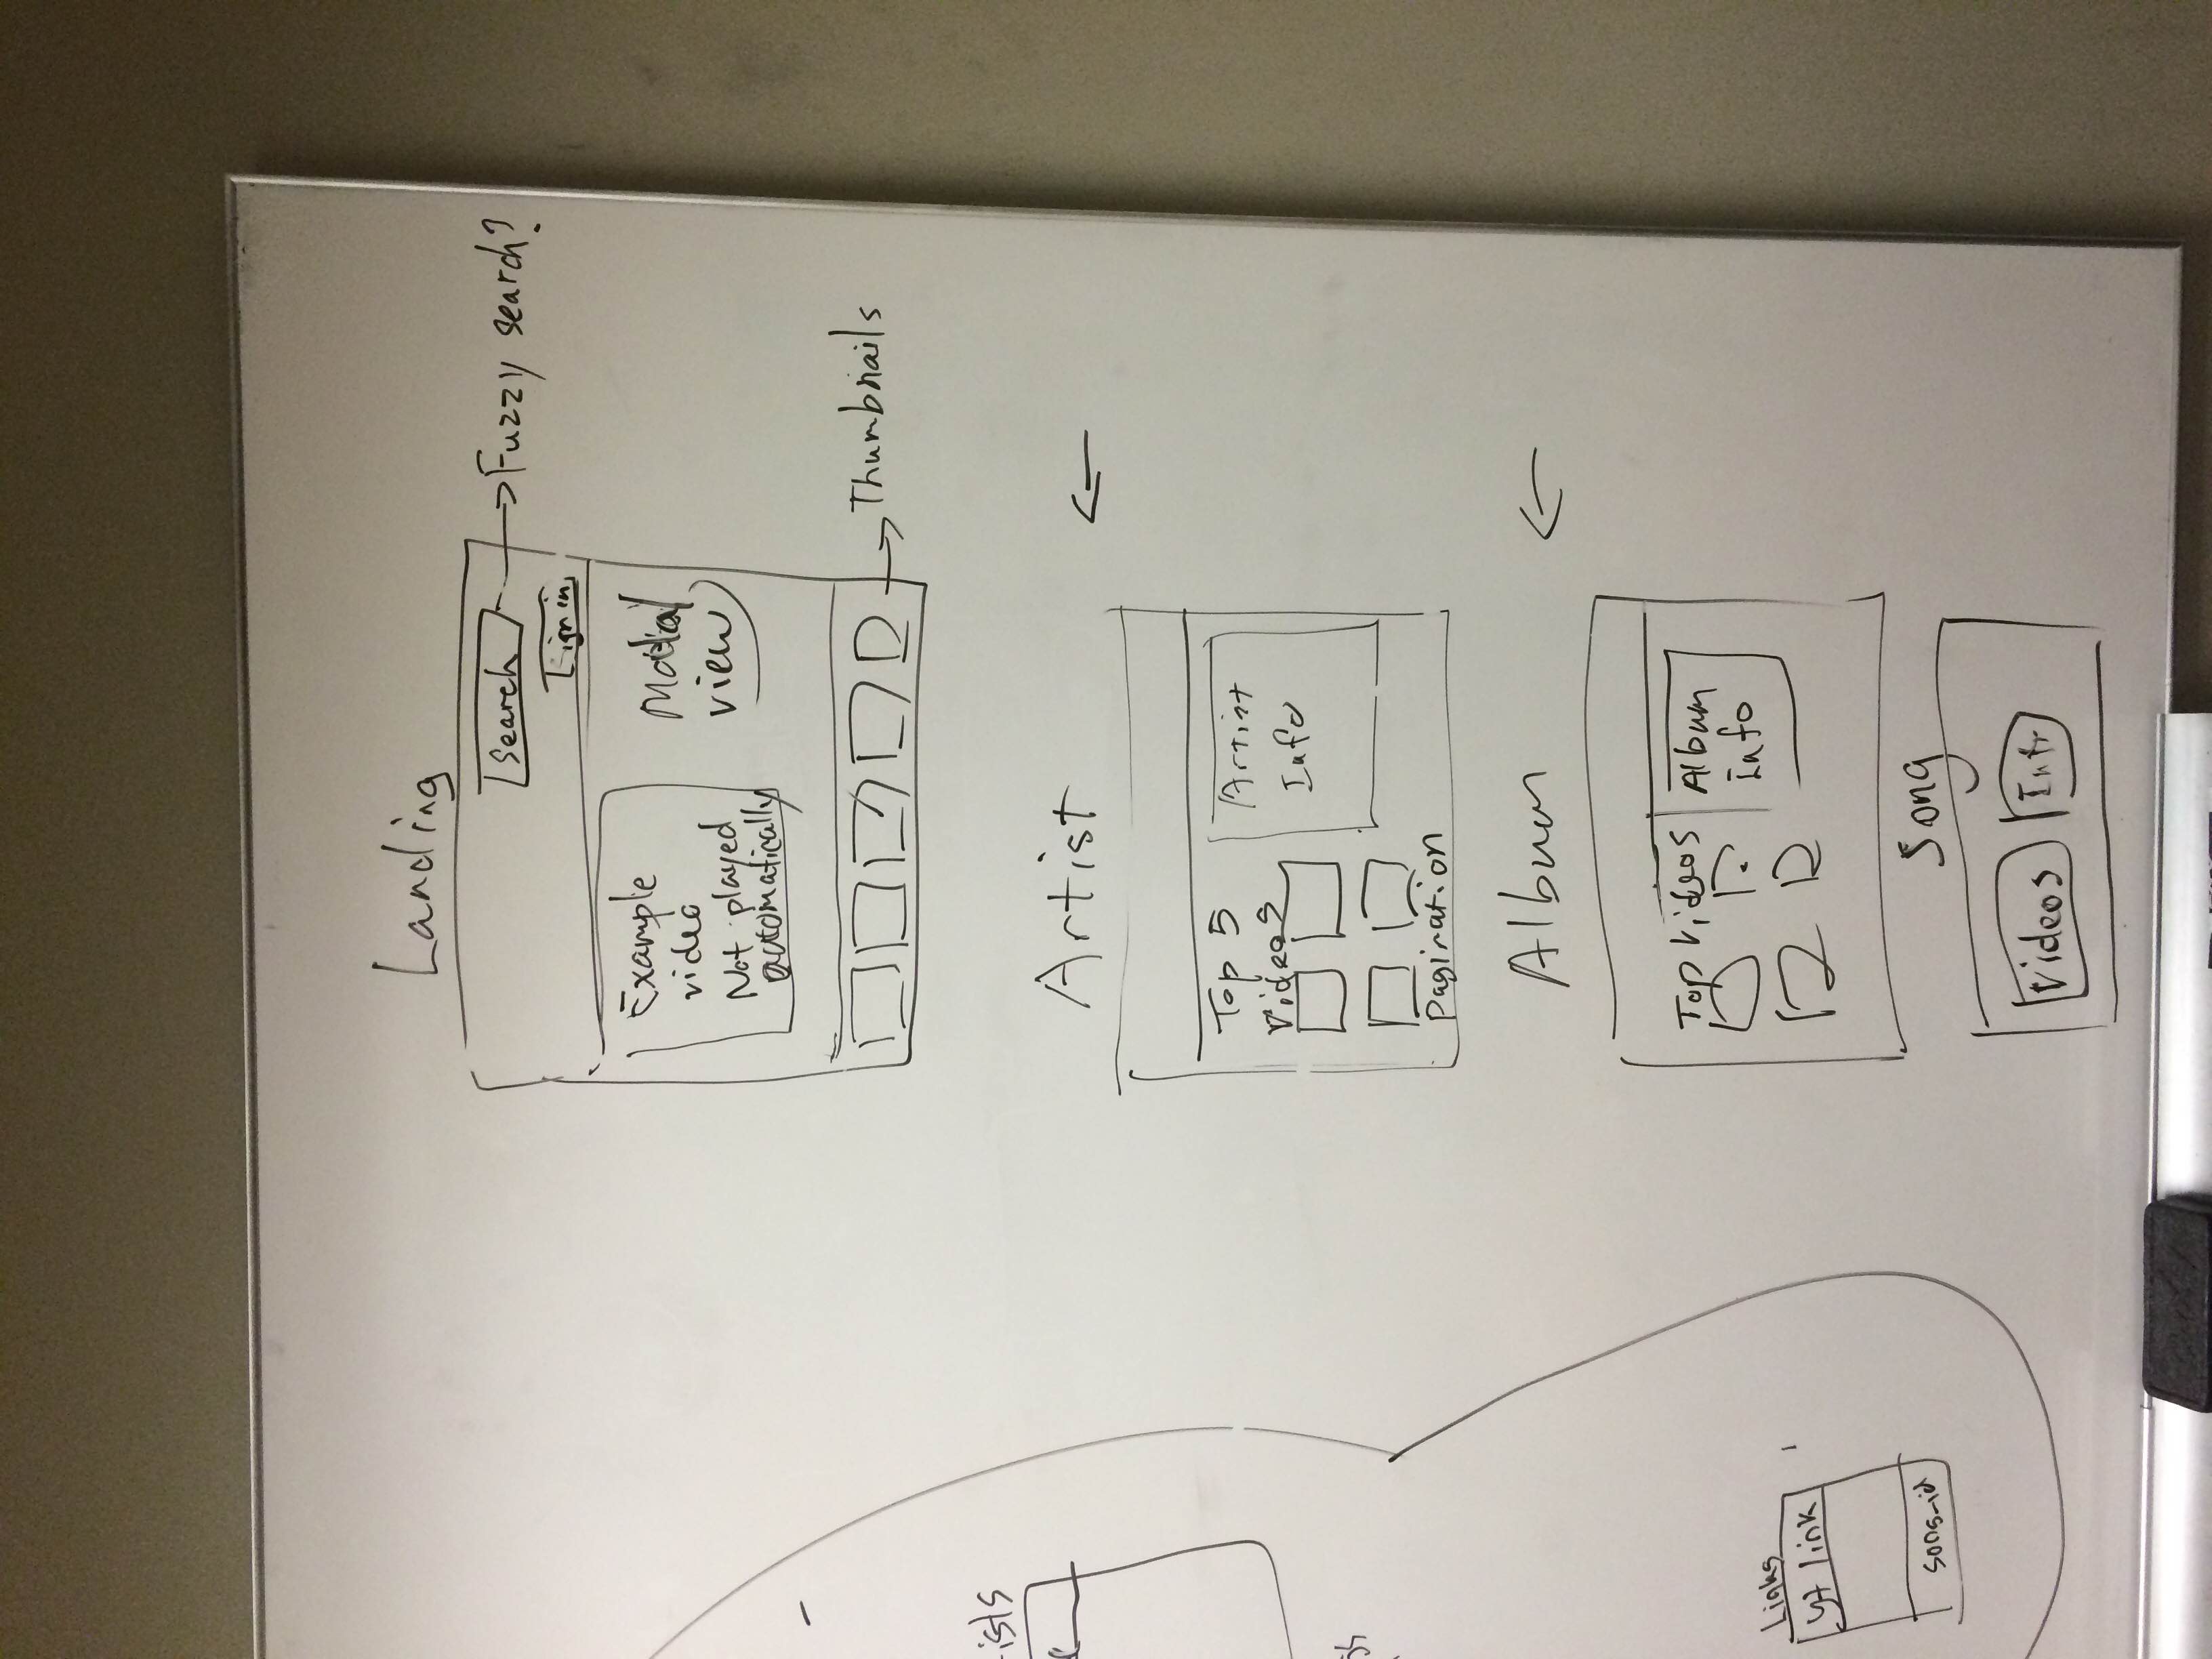 Landing
Search
Fuzzy search?
Sign in
Example
video
Not played
automatically
Modal
view
Thumbnails
Artist
Top 5
Videos
Artist
Info
Pagination
Album
Top Videos
Album
Info
Song
Videos
ists
Links
yt link
song_id